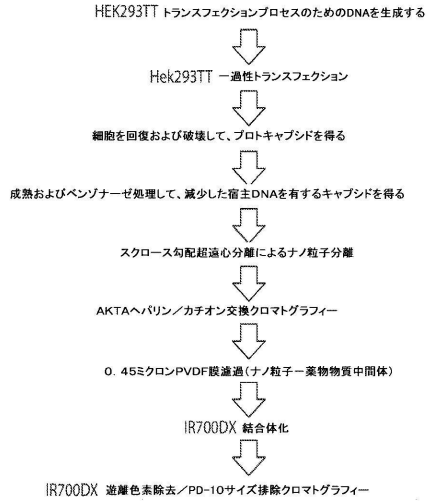 HEK293TT トランスフェクションプロセスのためのDNAを生成する
Hek293TT 一過性トランスフェクション
細胞を回復および破壊して、プロトキャプシドを得る
成熟およびベンゾナーゼ処理して、減少した宿主DNAを有するキャプシドを得る
スクロース勾配超遠心分離によるナノ粒子分離
AKTAヘパリン/カチオン交換クロマトグラフィー
0.45ミクロンPVDF膜濾過(ナノ粒子-薬物物質中間体)
IR700DX 結合体化
IR700DX 遊離色素除去/PD-10サイズ排除クロマトグラフィー